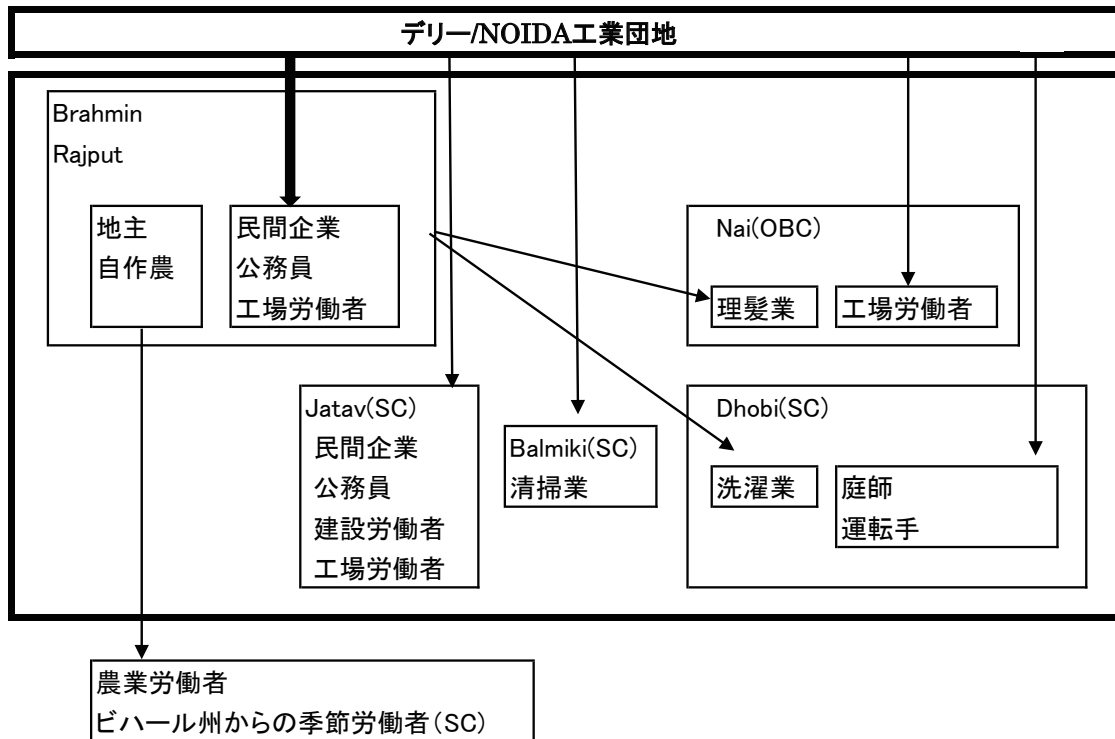 デリー/NOIDA工業団地
Brahmin
Rajput
地主
自作農
民間企業
公務員
工場労働者
Nai(OBC)
理髪業
工場労働者
Jatav(SC)
民間企業
公務員
建設労働者
工場労働者
Balmiki(SC)
清掃業
Dhobi(SC)
洗濯業
庭師
運転手
農業労働者
ビハール州からの季節労働者(SC)